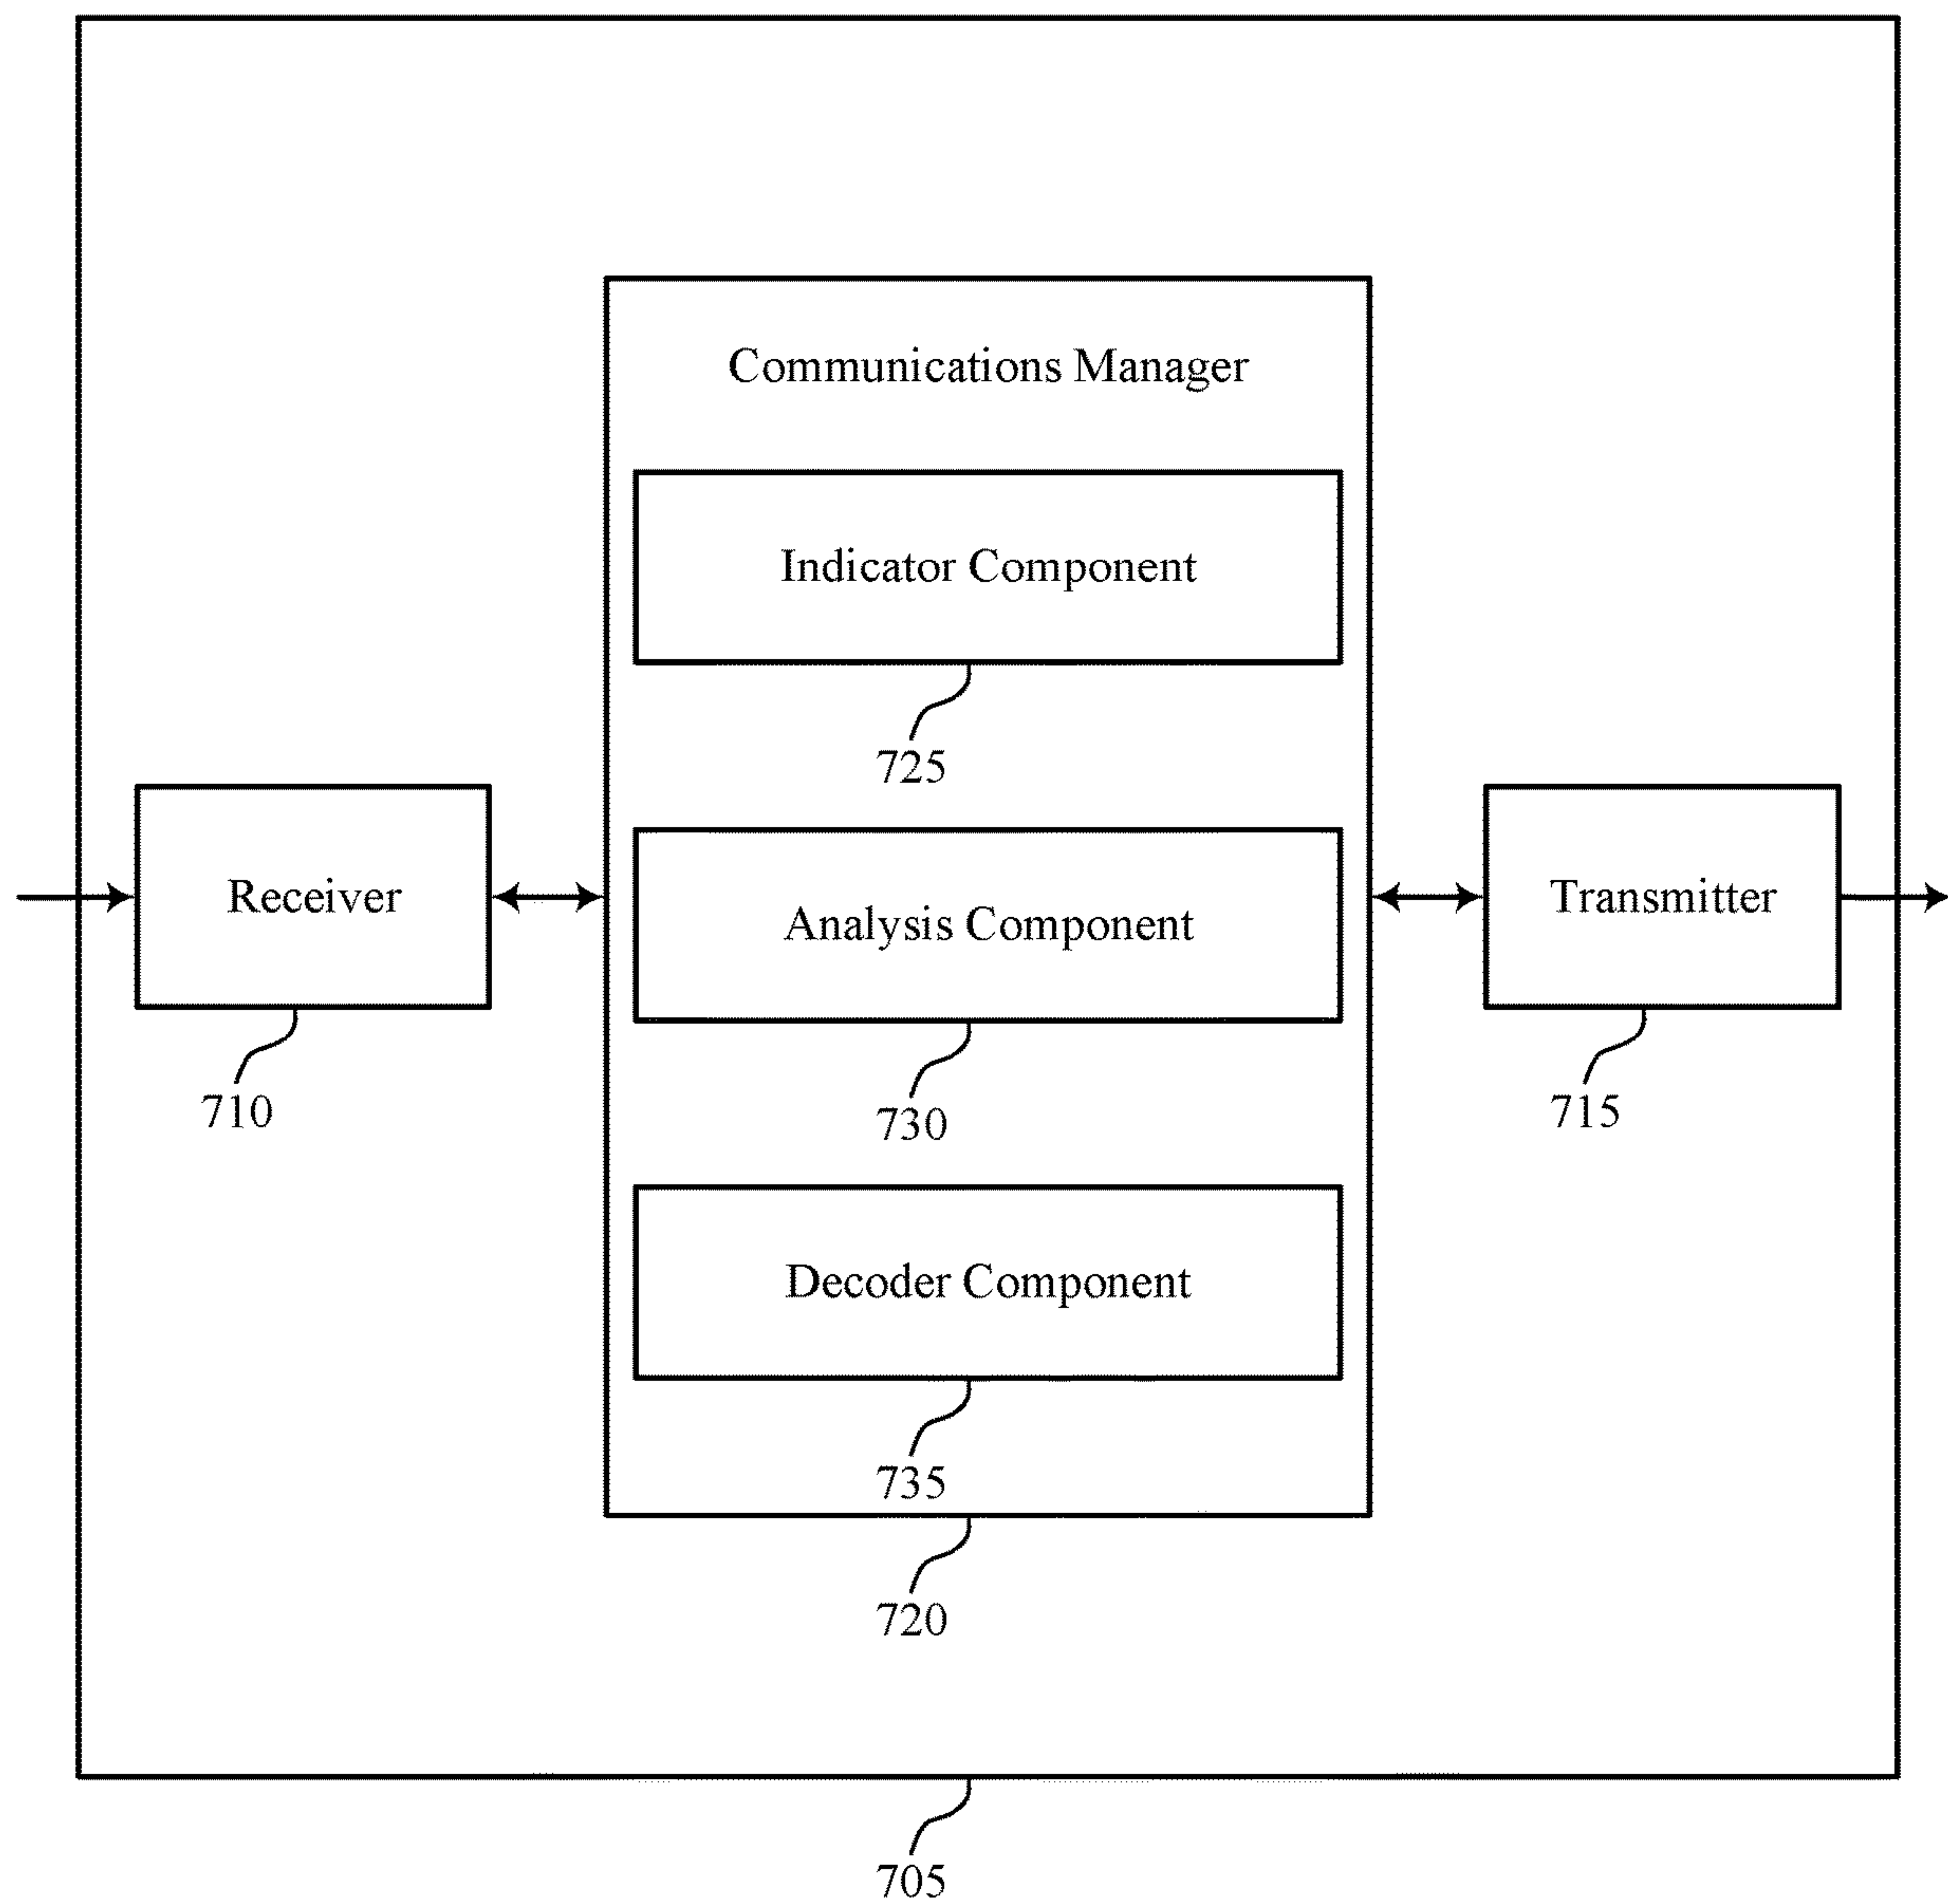 Communications Manager
Indicator Component
725
Receiver
710
Analysis Component
730
Transmitter
715
Decoder Component
735
720
705